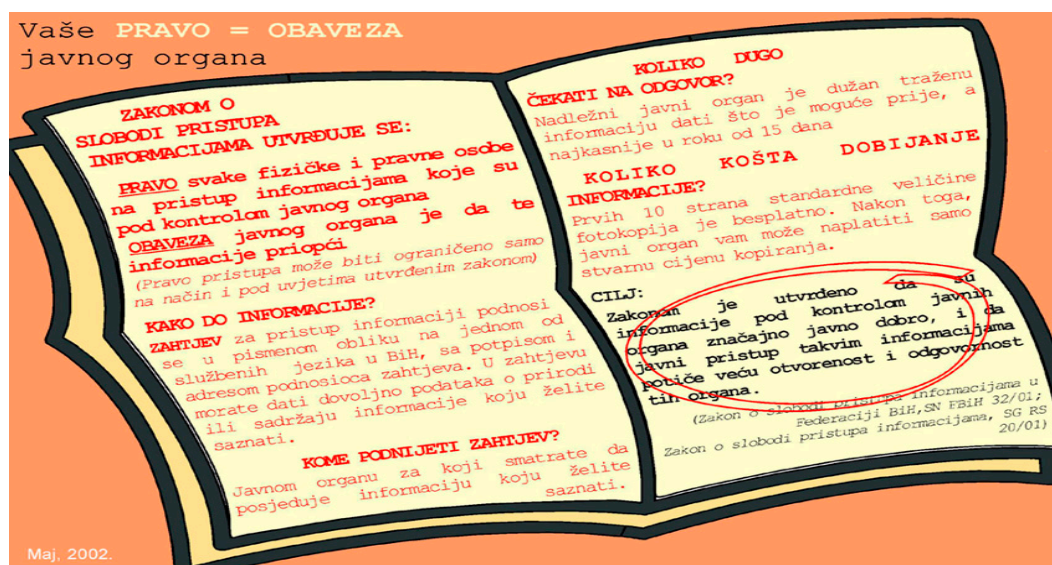 Vaše PRAVO = OBAVEZA
javnog organa
ZAKONOM O
SLOBODI PRISTUPA
INFORMACIJAMA UTVRĐUJE SE:
PRAVO svake fizičke i pravne osobe
na pristup informacijama koje su
pod kontrolom javnog organa
OBAVEZA javnog organa je da te
informacije priopći
(Pravo pristupa može biti ograničeno samo
na način i pod uvjetima utvrđenim zakonom)
KAKO DO INFORMACIJE?
ZAHTJEV za pristup informaciji podnosi
se u pismenom obliku na jednom od
službenih jezika u BiH, sa potpisom i
adresom podnosioca zahtjeva. U zahtjevu
morate dati dovoljno podataka o prirodi
ili sadržaju informacije koju želite
saznati.
KOME PODNIJETI ZAHTJEV?
Javnom organu za koji smatrate da
posjeduje informaciju koju želite
saznati.
KOLIKO DUGO
ČEKATI NA ODGOVOR?
Nadležni javni organ je dužan traženu
informaciju dati što je moguće prije, a
najkasnije u roku od 15 dana
KOLIKO KOŠTA DOBIJANJE
INFORMACIJE?
Prvih 10 strana standardne veličine
fotokopija je besplatno. Nakon toga,
javni organ vam može naplatiti samo
stvarnu cijenu kopiranja.
CILJ:
Zakonom je utvrđeno da su
informacije pod kontrolom javnih
organa značajno javno dobro, i da
javni pristup takvim informacijama
potiče veću otvorenost i odgovornost
tih organa.
(Zakon o slobodi pristupa informacijama u
Federaciji BiH,SN FBiH 32/01;
Zakon o slobodi pristupa informacijama, SG RS
20/01)
Maj, 2002.